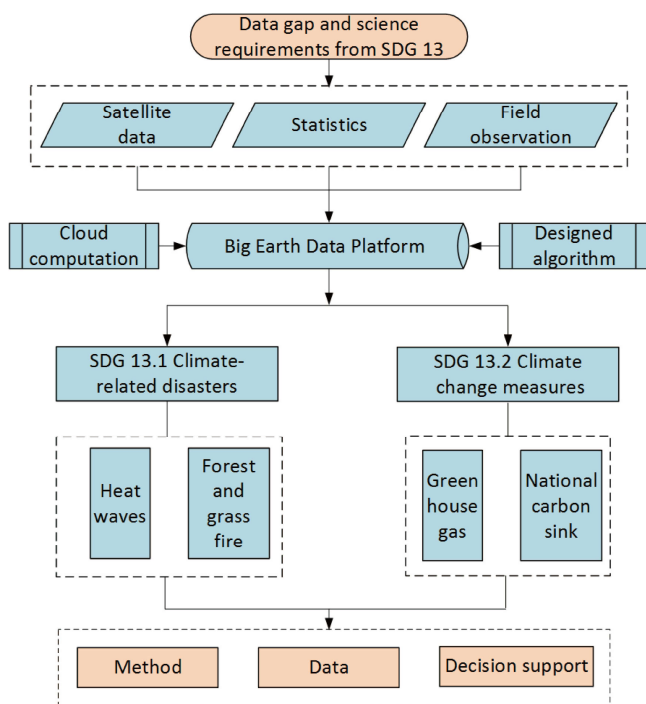 Data gap and science
requirements from SDG 13
Satellite
data
Statistics
Field
observation
Cloud
computation
Big Earth Data Platform
Designed
algorithm
SDG 13.1 Climate-
related disasters
SDG 13.2 Climate
change measures
Heat
waves
Forest
and
grass
fire
Green
house
gas
National
carbon
sink
Method
Data
Decision support